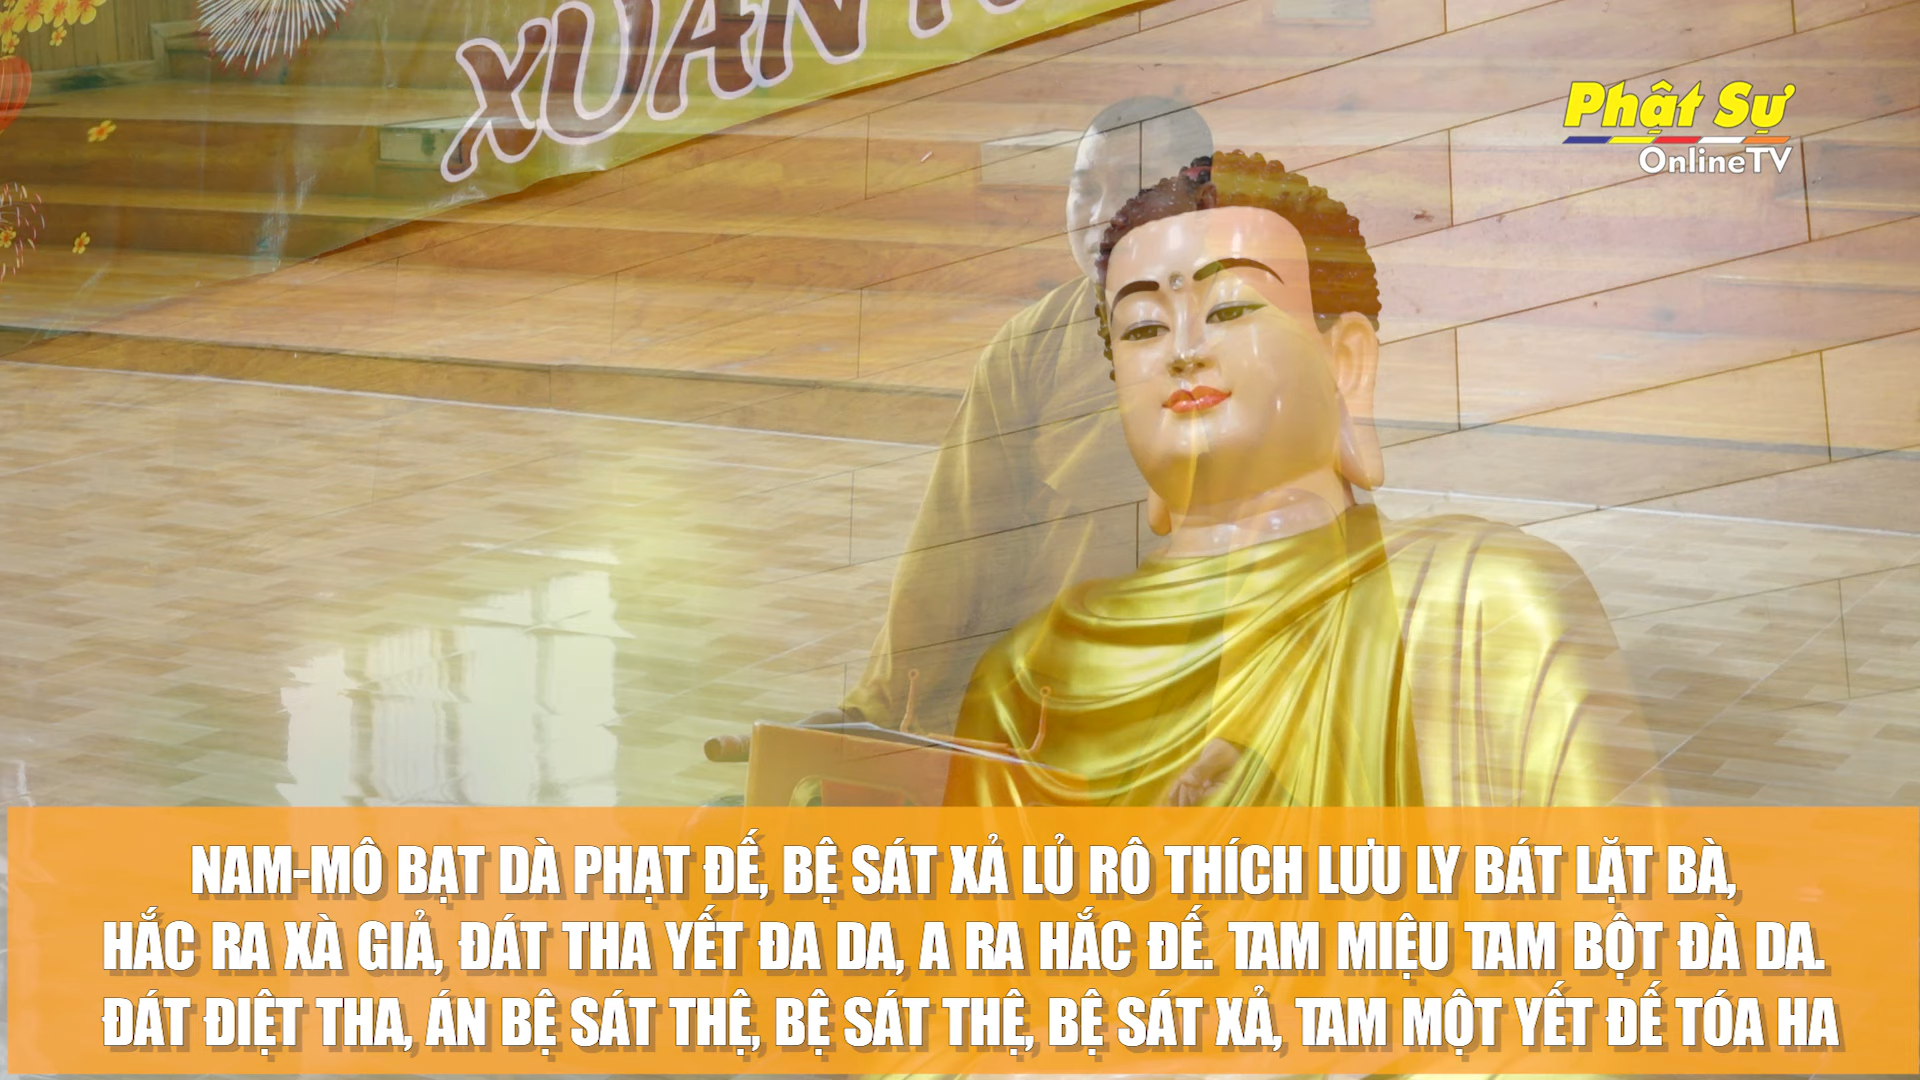 XUÂN
Phật Sự
OnlineTV
NAM-MÔ BẠT DÀ PHẠT ĐẾ, BỆ SÁT XẢ LỦ RÔ THÍCH LƯU LY BÁT LẶT BÀ,
HẮC RA XÀ GIẢ, ĐÁT THA YẾT ĐA DA, A RA HẮC ĐẾ. TAM MIỆU TAM BỘT ĐÀ DA.
ĐÁT ĐIỆT THA, ÁN BỆ SÁT THỆ, BỆ SÁT THỆ, BỆ SÁT XẢ, TAM MỘT YẾT ĐẾ TÓA HA